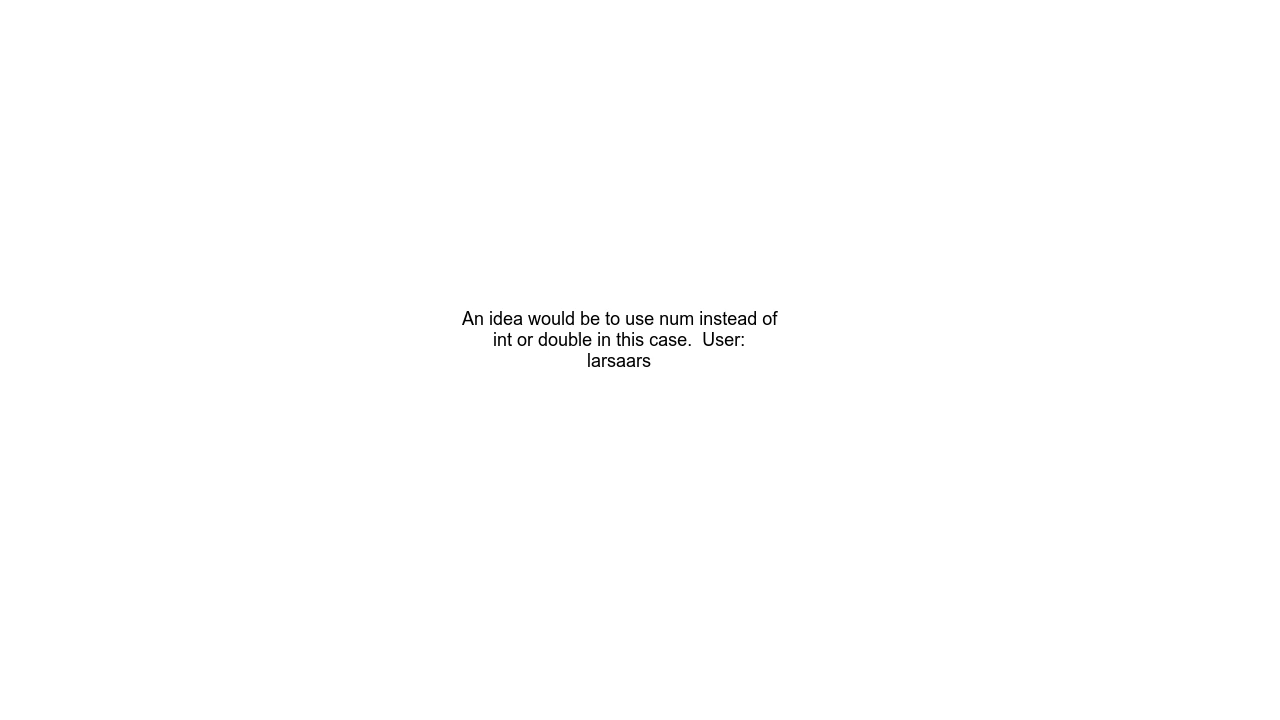 An idea would be to use num instead of
int or double in this case.  User:
larsaars